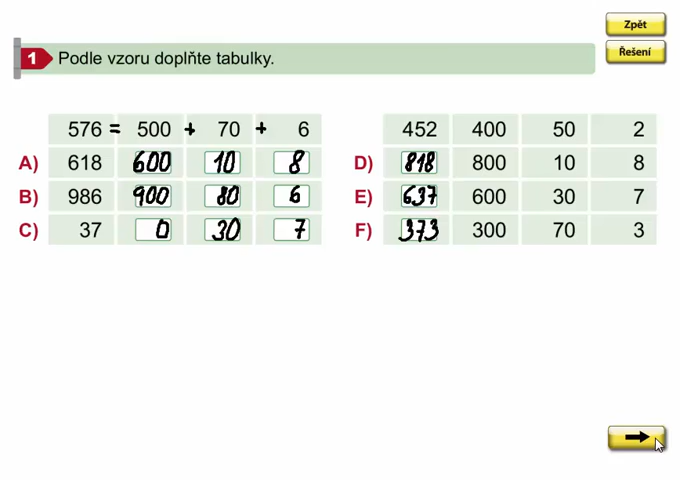 Zpět
Řešení
1 Podle vzoru doplňte tabulky.
576 = 500 + 70 + 6
A) 618 600 10 8
B) 986 900 80 6
C) 37 0 30 7
452 400 50 2
D) 818 800 10 8
E) 637 600 30 7
F) 373 300 70 3